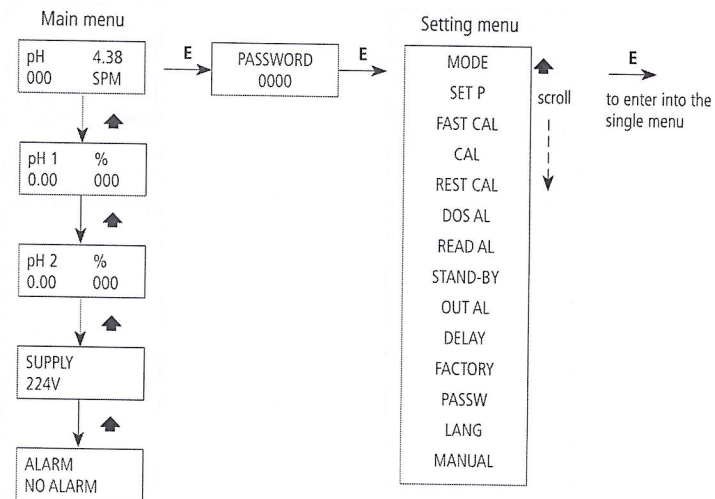 Main menu
pH 4.38
000 SPM
pH 1 %
0.00 000
pH 2 %
0.00 000
SUPPLY
224V
ALARM
NO ALARM
E
PASSWORD
0000
E
Setting menu
MODE
SET P
FAST CAL
CAL
REST CAL
DOS AL
READ AL
STAND-BY
OUT AL
DELAY
FACTORY
PASSW
LANG
MANUAL
scroll
E
to enter into the
single menu